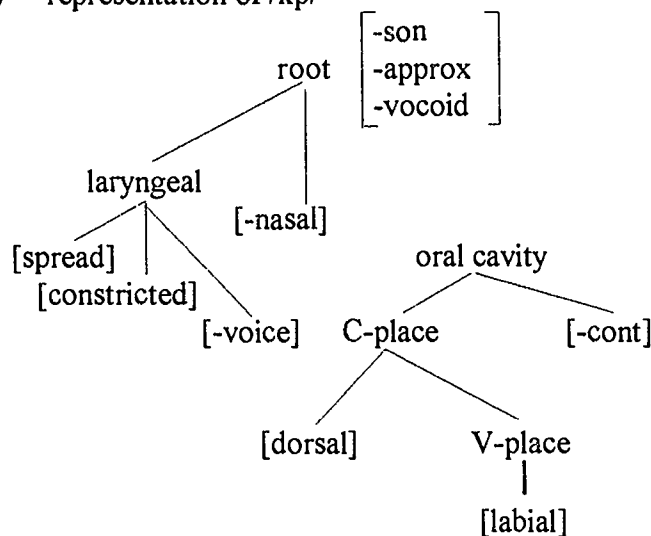 representation of /kp/
root
[-son
-approx
-vocoid]
laryngeal
[-nasal]
[spread]
[constricted]
[-voice]
oral cavity
C-place
[-cont]
[dorsal]
V-place
[labial]